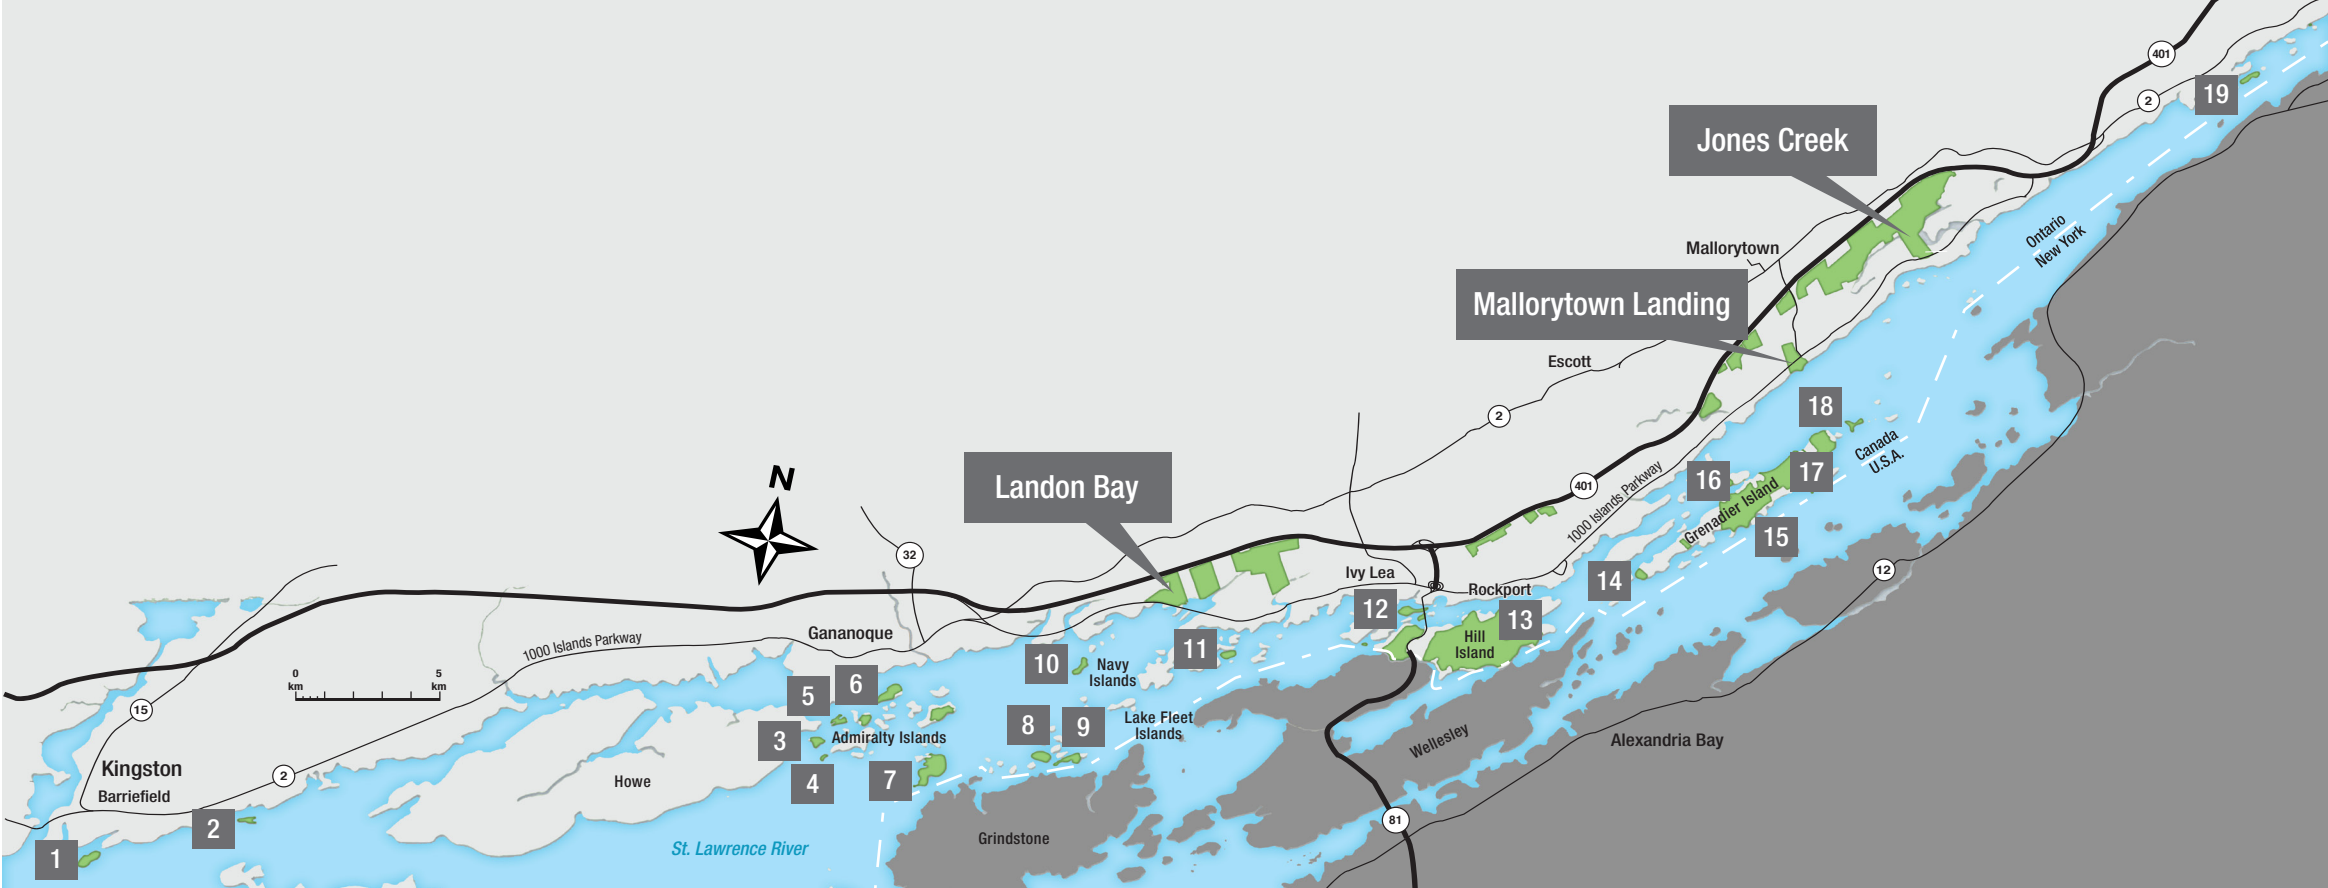 401
19
2
Jones Creek
Ontario
New York
Mallorytown
Mallorytown Landing
Escott
18
2
Canada
U.S.A.
17
16
N
Landon Bay
401
1000 Islands Parkway
Grenadier Island
15
32
12
Ivy Lea
14
Rockport
12
13
Gananoque
1000 Islands Parkway
Hill
Island
11
10
Navy
Islands
0
km
5
km
5
6
15
8
9
Lake Fleet
Islands
3
Admiralty Islands
Wellesley
Alexandria Bay
Kingston
2
Howe
4
7
Barriefield
81
2
Grindstone
St. Lawrence River
1